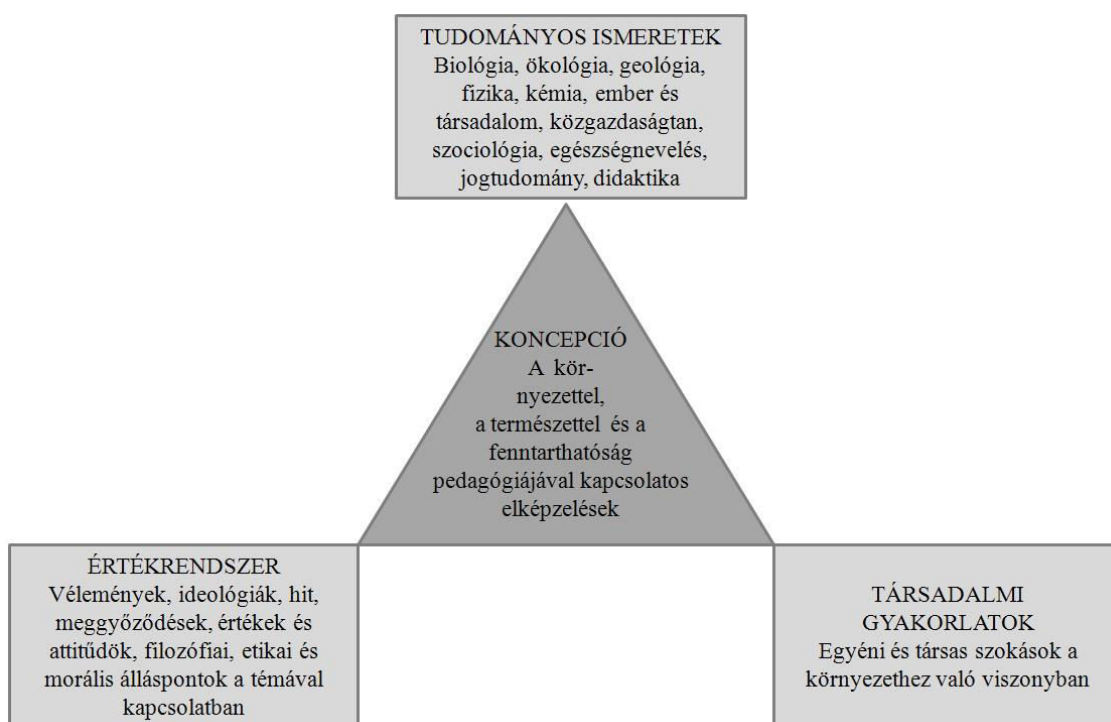 TUDOMÁNYOS ISMERETEK
Biológia, ökológia, geológia,
fizika, kémia, ember és
társadalom, közgazdaságtan,
szociológia, egészségnevelés,
jogtudomány, didaktika
KONCEPCIÓ
A kör-
nyezettel,
a természettel és a
fenntarthatóság
pedagógiájával kapcsolatos
elképzelések
ÉRTÉKRENDSZER
Vélemények, ideológiák, hit,
meggyőződések, értékek és
attitűdök, filozófiai, etikai és
morális álláspontok a témával
kapcsolatban
TÁRSADALMI
GYAKORLATOK
Egyéni és társas szokások a
környezethez való viszonyban